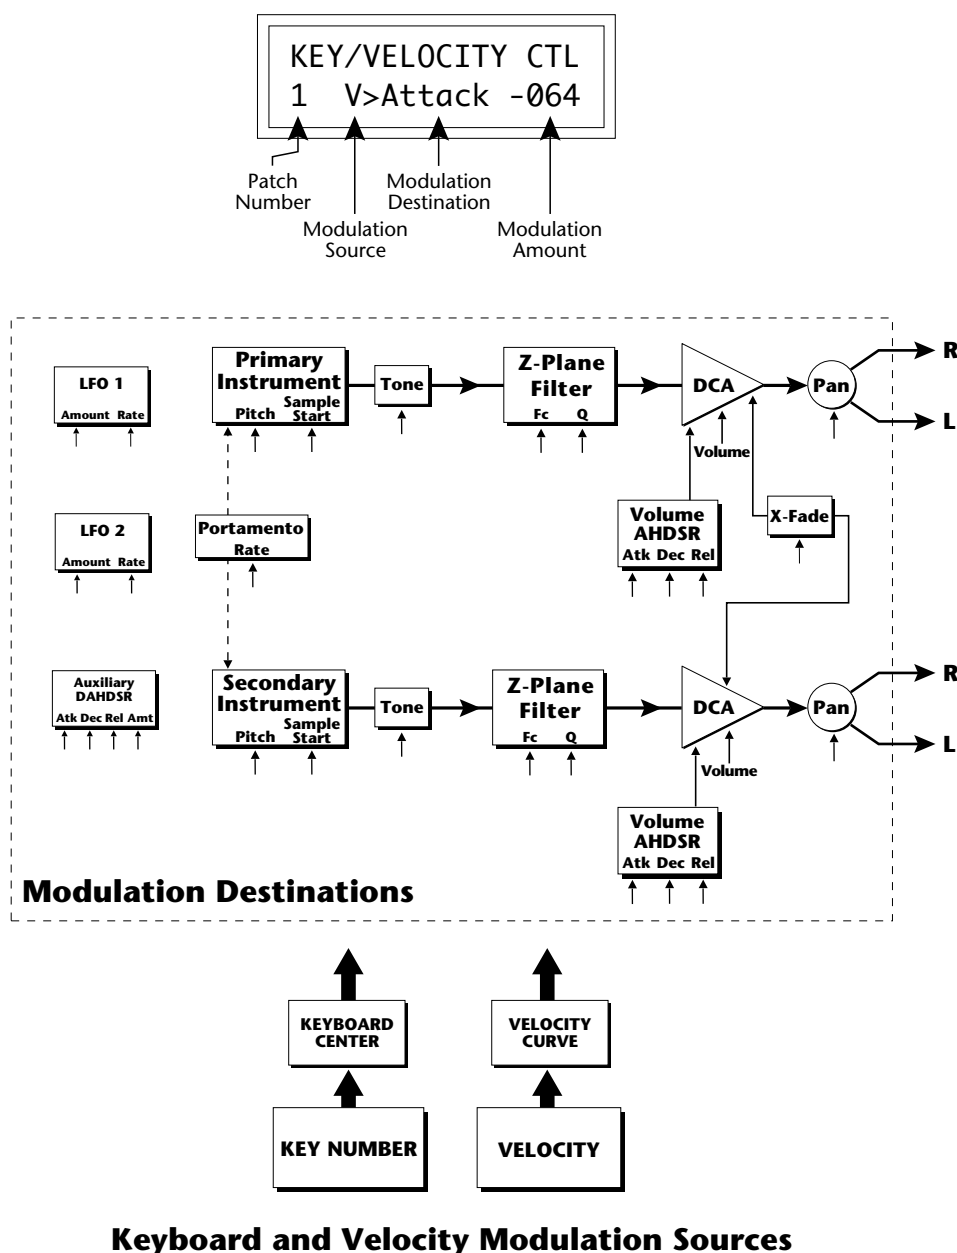 KEY/VELOCITY CTL
1 V>Attack -064
Patch
Number
Modulation
Source
Modulation
Destination
Modulation
Amount
LFO 1
Amount Rate
Primary
Instrument
Pitch Sample
Start
Tone
Z-Plane
Filter
Fc Q
DCA
Volume
Pan
R
L
LFO 2
Amount Rate
Portamento
Rate
Volume
AHDSR
Atk Dec Rel
X-Fade
Auxiliary
DAHDSR
Atk Dec Rel Amt
Secondary
Instrument
Pitch Sample
Start
Tone
Z-Plane
Filter
Fc Q
DCA
Volume
Pan
R
L
Volume
AHDSR
Atk Dec Rel
Modulation Destinations
KEYBOARD
CENTER
VELOCITY
CURVE
KEY NUMBER
VELOCITY
Keyboard and Velocity Modulation Sources